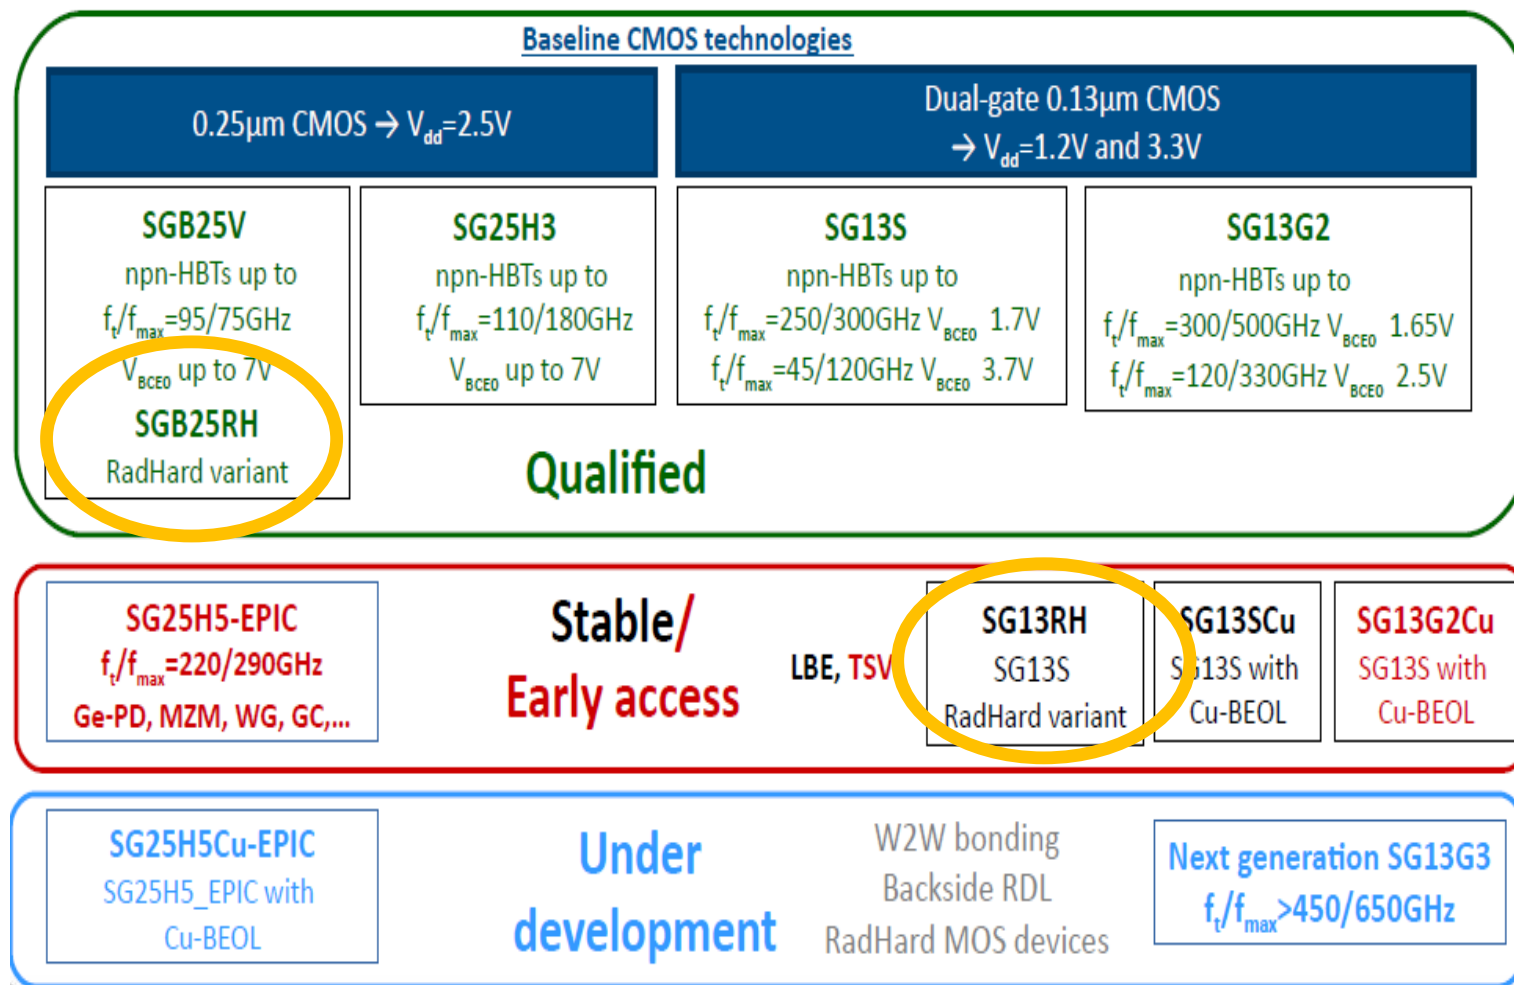 Baseline CMOS technologies
0.25µm CMOS → Vdd=2.5V
Dual-gate 0.13µm CMOS
→ Vdd=1.2V and 3.3V
SGB25V
npn-HBTs up to
ft/fmax=95/75GHz
VBCEO up to 7V
SGB25RH
RadHard variant
SG25H3
npn-HBTs up to
ft/fmax=110/180GHz
VBCEO up to 7V
SG13S
npn-HBTs up to
ft/fmax=250/300GHz VBCEO 1.7V
ft/fmax=45/120GHz VBCEO 3.7V
SG13G2
npn-HBTs up to
ft/fmax=300/500GHz VBCEO 1.65V
ft/fmax=120/330GHz VBCEO 2.5V
Qualified
SG25H5-EPIC
ft/fmax=220/290GHz
Ge-PD, MZM, WG, GC,...
Stable/
Early access
LBE, TSV
SG13RH
SG13S
RadHard variant
SG13SCu
SG13S with
Cu-BEOL
SG13G2Cu
SG13S with
Cu-BEOL
SG25H5Cu-EPIC
SG25H5_EPIC with
Cu-BEOL
Under
development
W2W bonding
Backside RDL
RadHard MOS devices
Next generation SG13G3
ft/fmax>450/650GHz